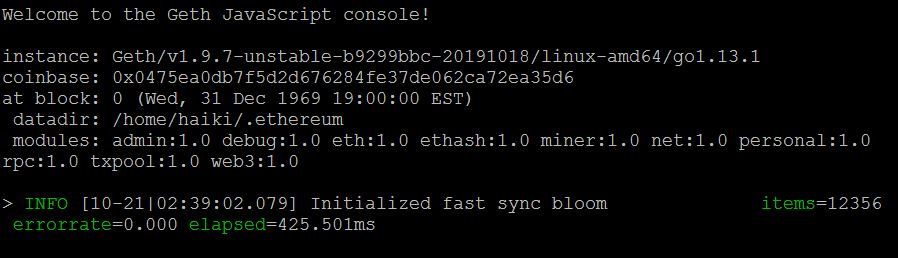 Welcome to the Geth JavaScript console!
instance: Geth/v1.9.7-unstable-b9299bbc-20191018/linux-amd64/go1.13.1
coinbase: 0x0475ea0db7f5d2d676284fe37de062ca72ea35d6
at block: 0 (Wed, 31 Dec 1969 19:00:00 EST)
 datadir: /home/haiki/.ethereum
 modules: admin:1.0 debug:1.0 eth:1.0 ethash:1.0 miner:1.0 net:1.0 personal:1.0
rpc:1.0 txpool:1.0 web3:1.0
> INFO [10-21|02:39:02.079] Initialized fast sync bloom             items=12356
 errorrate=0.000 elapsed=425.501ms